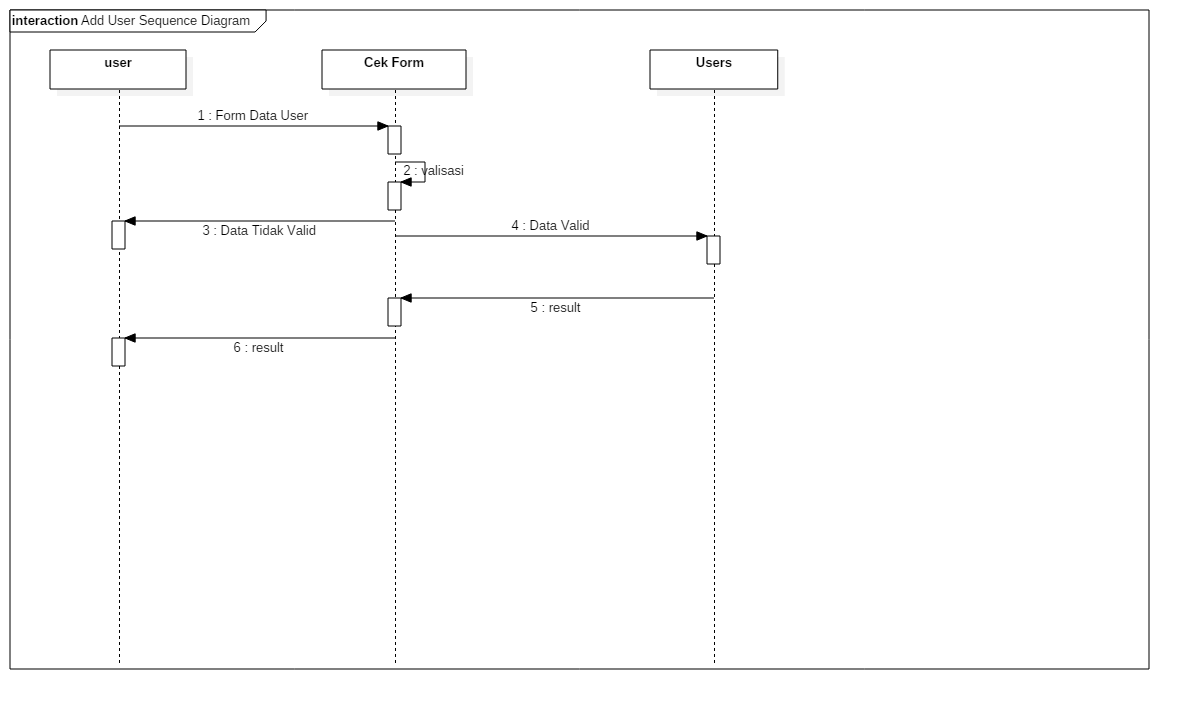 interaction Add User Sequence Diagram
user
Cek Form
Users
1 : Form Data User
2 : valisasi
3 : Data Tidak Valid
4 : Data Valid
5 : result
6 : result